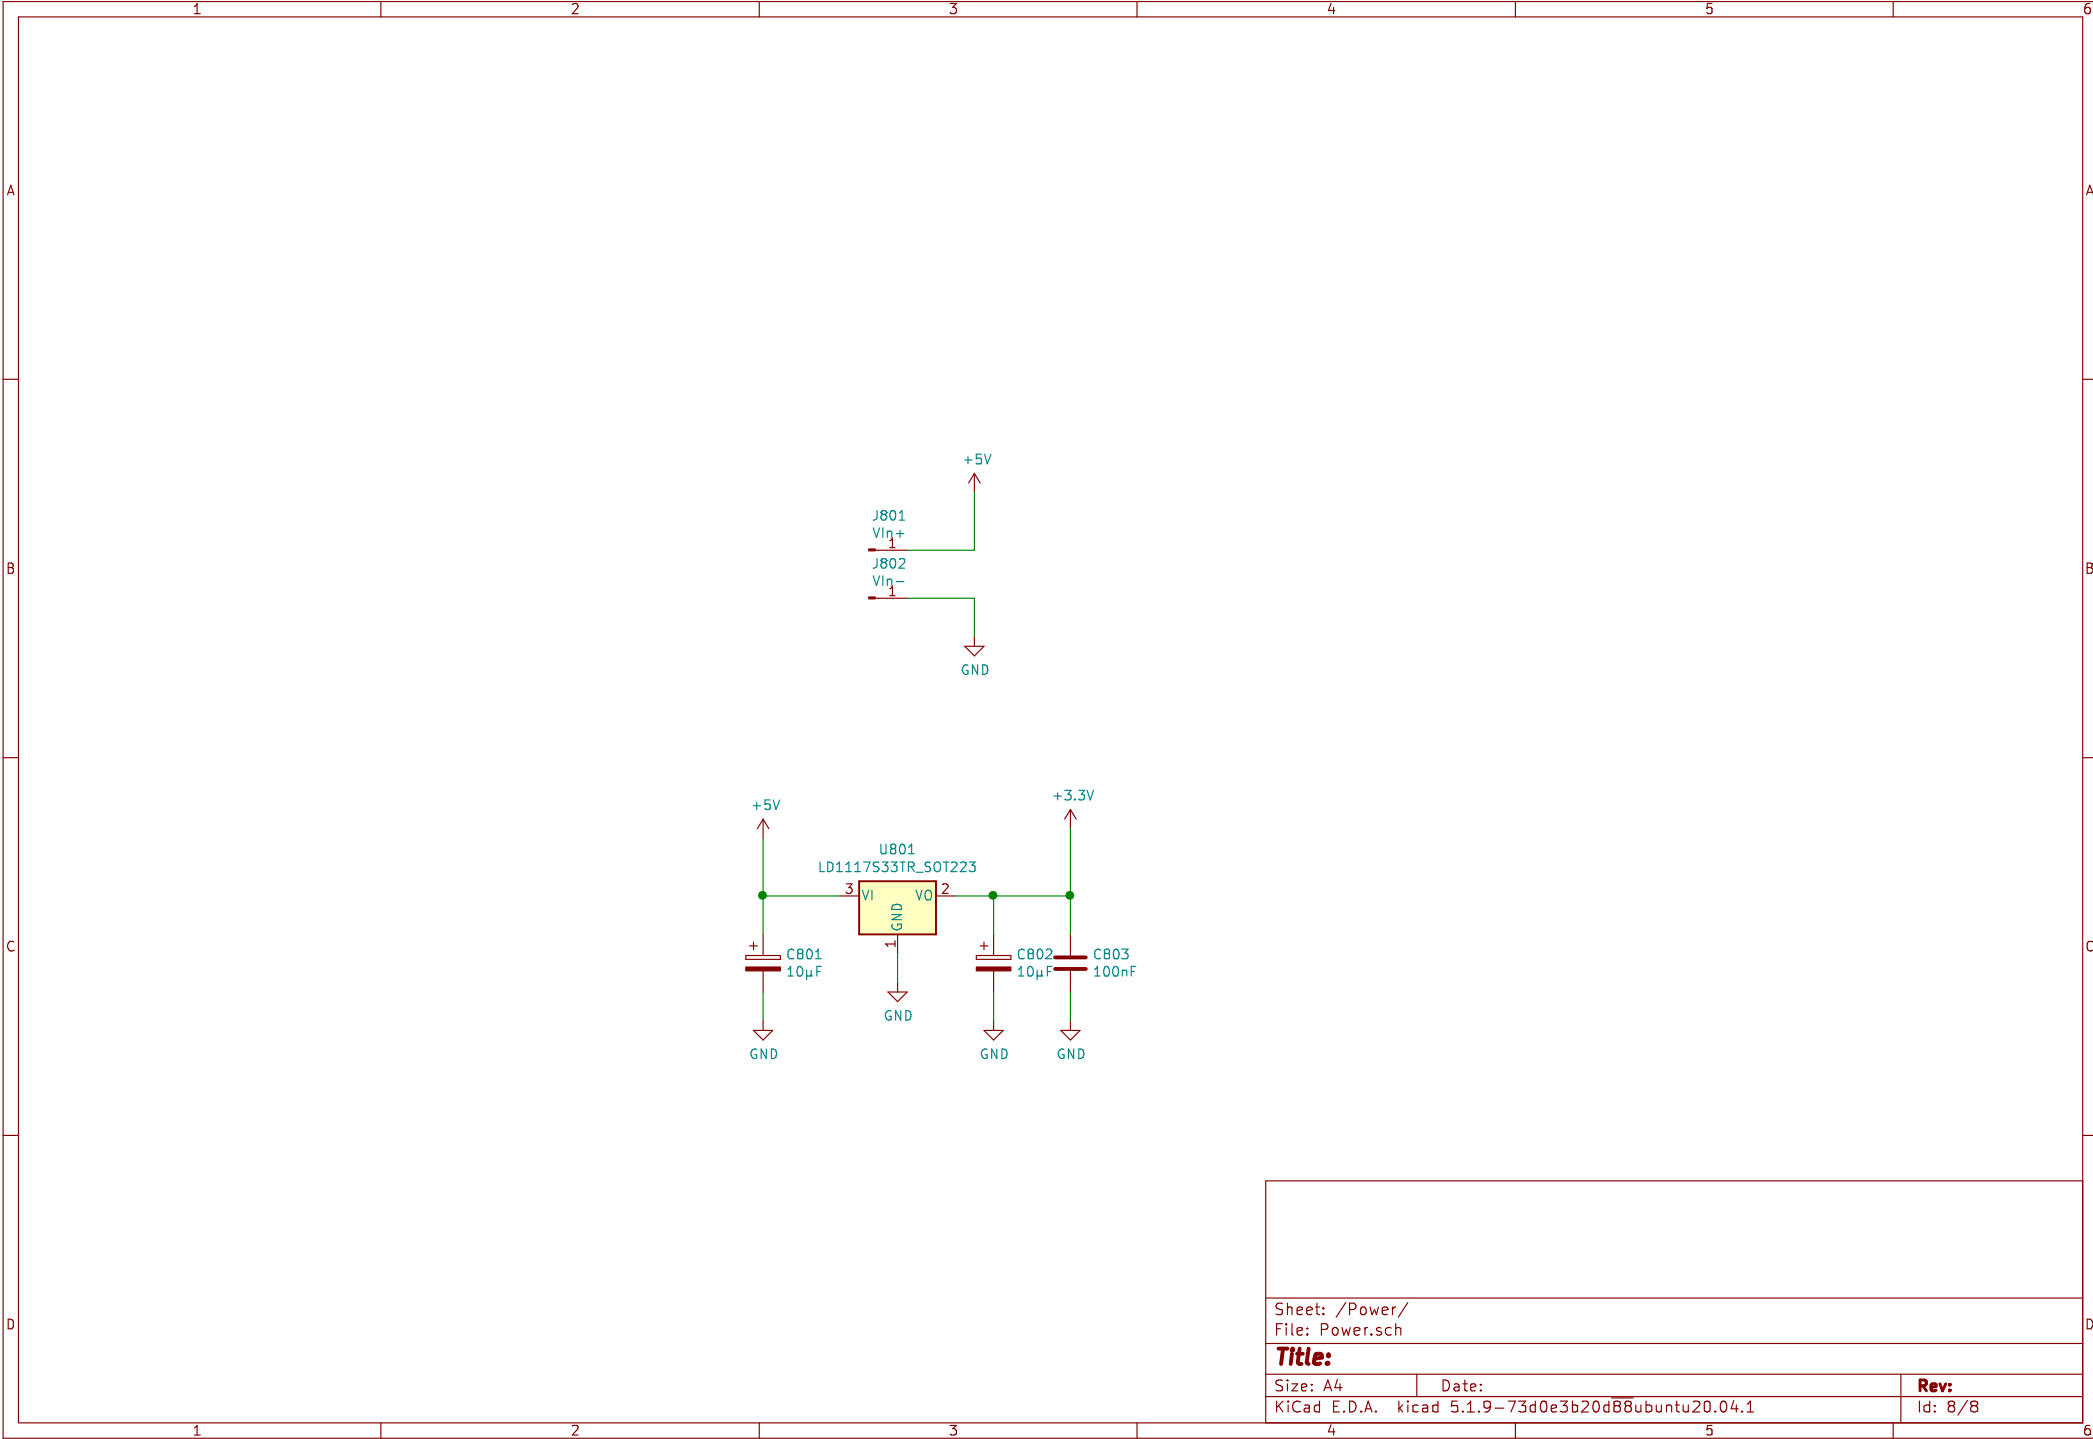 1 2 3 4 5 6
A A
+5V
J801
VIn+
1
B B
J802
VIn-
1
GND
+3.3V
+5V
U801
LD1117S33TR_SOT223
3 VI VO 2
GND
1
C C
+ C801
10µF
+ C802
10µF
C803
100nF
GND
GND GND GND
Sheet: /Power/
File: Power.sch
D D
Title:
Size: A4 Date: Rev:
KiCad E.D.A. kicad 5.1.9-73d0e3b20d88ubuntu20.04.1 Id: 8/8
1 2 3 4 5 6